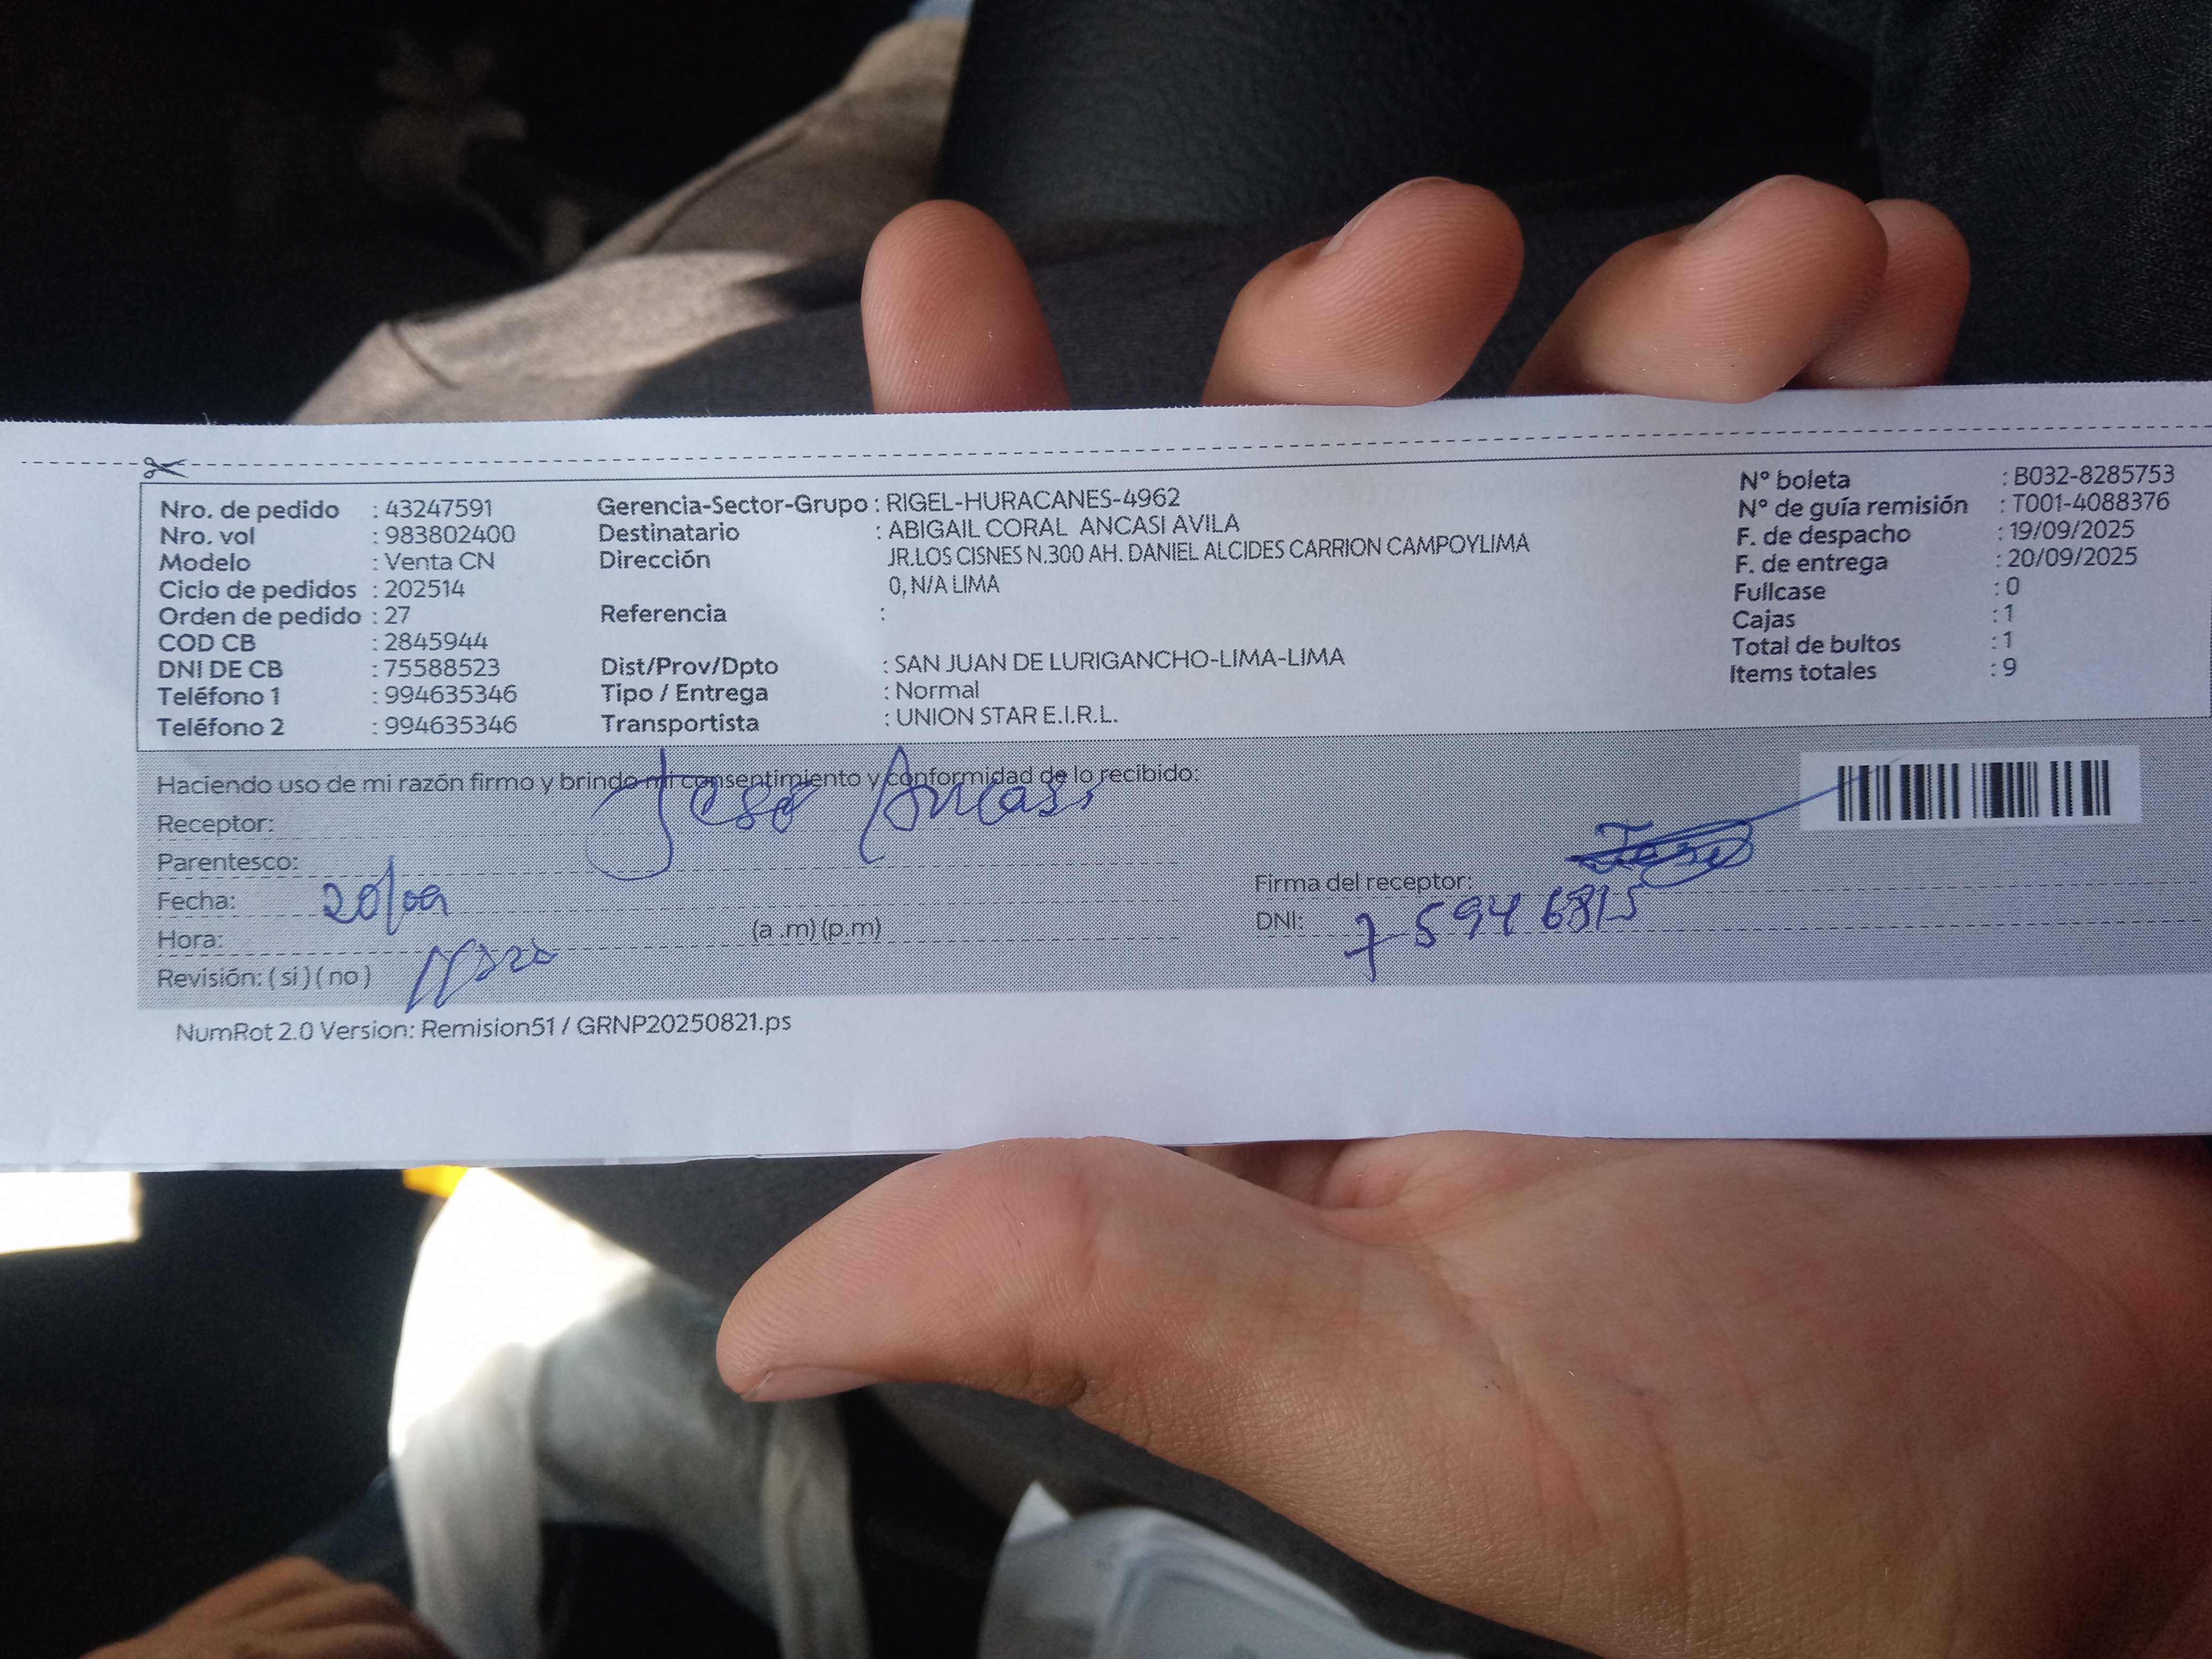 Nro. de pedido : 43247591
Nro. vol : 983802400
Modelo : Venta CN
Ciclo de pedidos : 202514
Orden de pedido : 27
COD CB : 2845944
DNI DE CB : 75588523
Teléfono 1 : 994635346
Teléfono 2 : 994635346
Gerencia-Sector-Grupo : RIGEL-HURACANES-4962
Destinatario : ABIGAIL CORAL ANCASI AVILA
Dirección JR.LOS CISNES N.300 AH. DANIEL ALCIDES CARRION CAMPOYLIMA
0, N/A LIMA
Referencia :
Dist/Prov/Dpto : SAN JUAN DE LURIGANCHO-LIMA-LIMA
Tipo / Entrega : Normal
Transportista : UNION STAR E.I.R.L.
N° boleta : B032-8285753
N° de guía remisión : T001-4088376
F. de despacho : 19/09/2025
F. de entrega : 20/09/2025
Fullcase : 0
Cajas : 1
Total de bultos : 1
Items totales : 9
Haciendo uso de mi razón firmo y brindo mi consentimiento y conformidad de lo recibido:
Receptor: Jose Ancasi
Parentesco:
Fecha: 20/09
Hora: (a .m) (p.m)
Revisión: ( si ) ( no )
Firma del receptor:
DNI: 75946815
NumRot 2.0 Version: Remision51 / GRNP20250821.ps